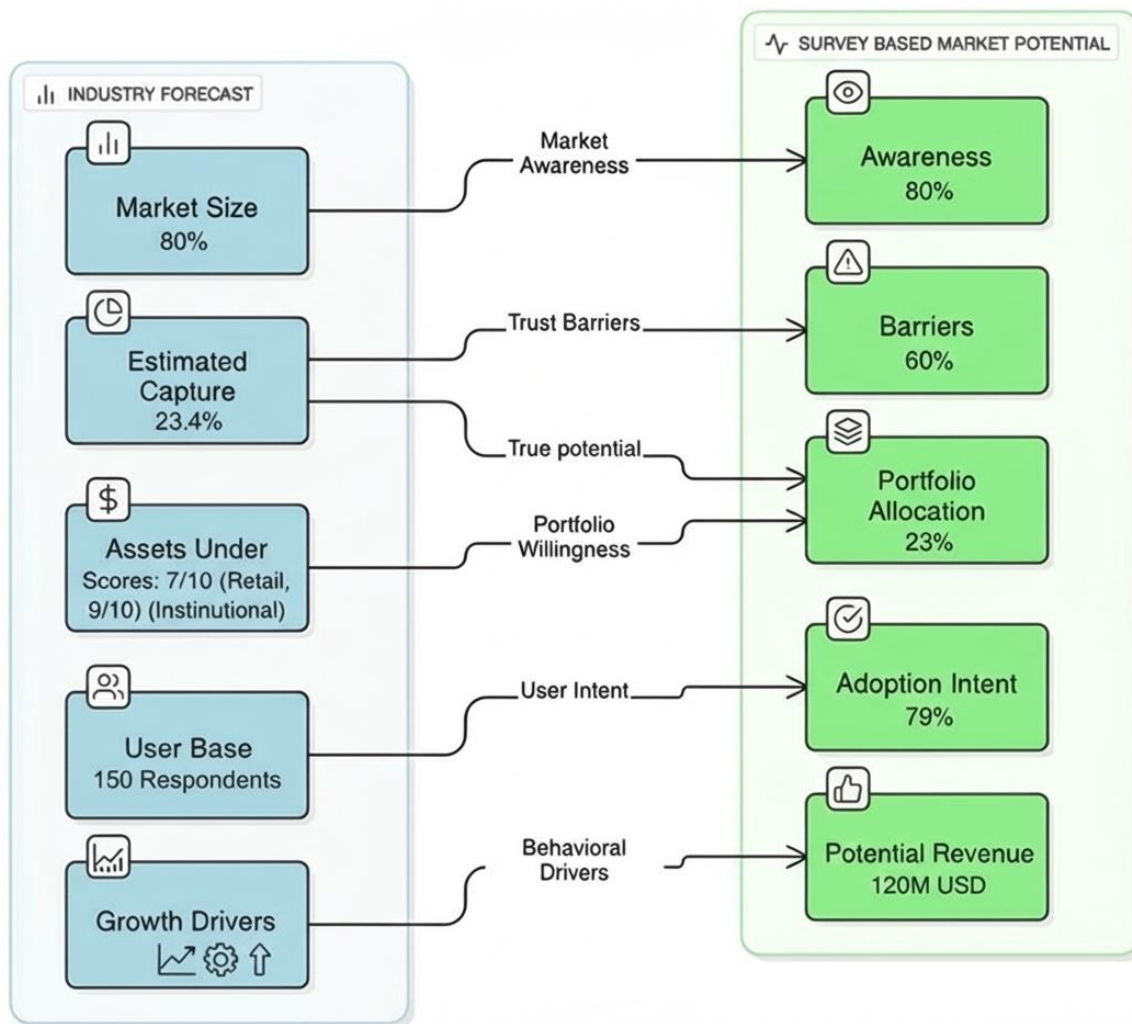 INDUSTRY FORECAST
Market Size
80%
Estimated
Capture
23.4%
Assets Under
Scores: 7/10 (Retail,
9/10) (Instinutional)
User Base
150 Respondents
Growth Drivers
Market
Awareness
Trust Barriers
True potential
Portfolio
Willingness
User Intent
Behavioral
Drivers
SURVEY BASED MARKET POTENTIAL
Awareness
80%
Barriers
60%
Portfolio
Allocation
23%
Adoption Intent
79%
Potential Revenue
120M USD